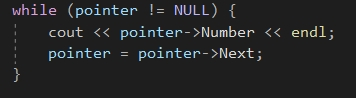 while (pointer != NULL) {
    cout << pointer->Number << endl;
    pointer = pointer->Next;
}